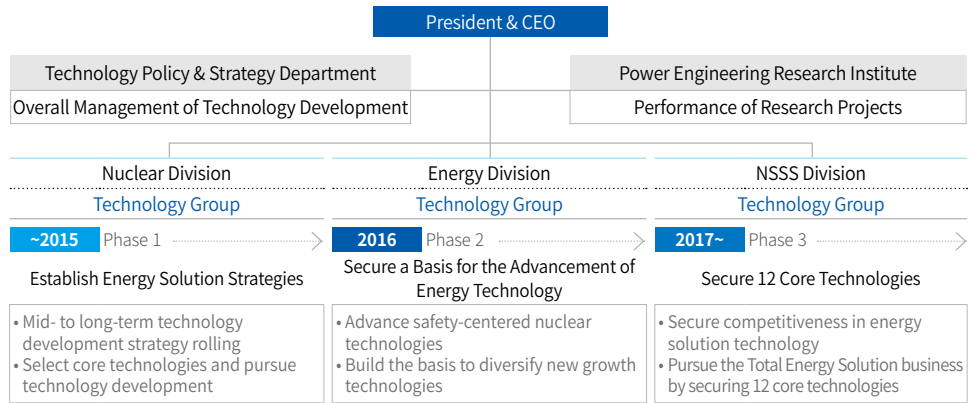 President & CEO
Technology Policy & Strategy Department
Overall Management of Technology Development
Power Engineering Research Institute
Performance of Research Projects
Nuclear Division
Technology Group
Energy Division
Technology Group
NSSS Division
Technology Group
~2015 Phase 1
Establish Energy Solution Strategies
• Mid- to long-term technology
development strategy rolling
• Select core technologies and pursue
technology development
2016 Phase 2
Secure a Basis for the Advancement of
Energy Technology
• Advance safety-centered nuclear
technologies
• Build the basis to diversify new growth
technologies
2017~ Phase 3
Secure 12 Core Technologies
• Secure competitiveness in energy
solution technology
• Pursue the Total Energy Solution business
by securing 12 core technologies